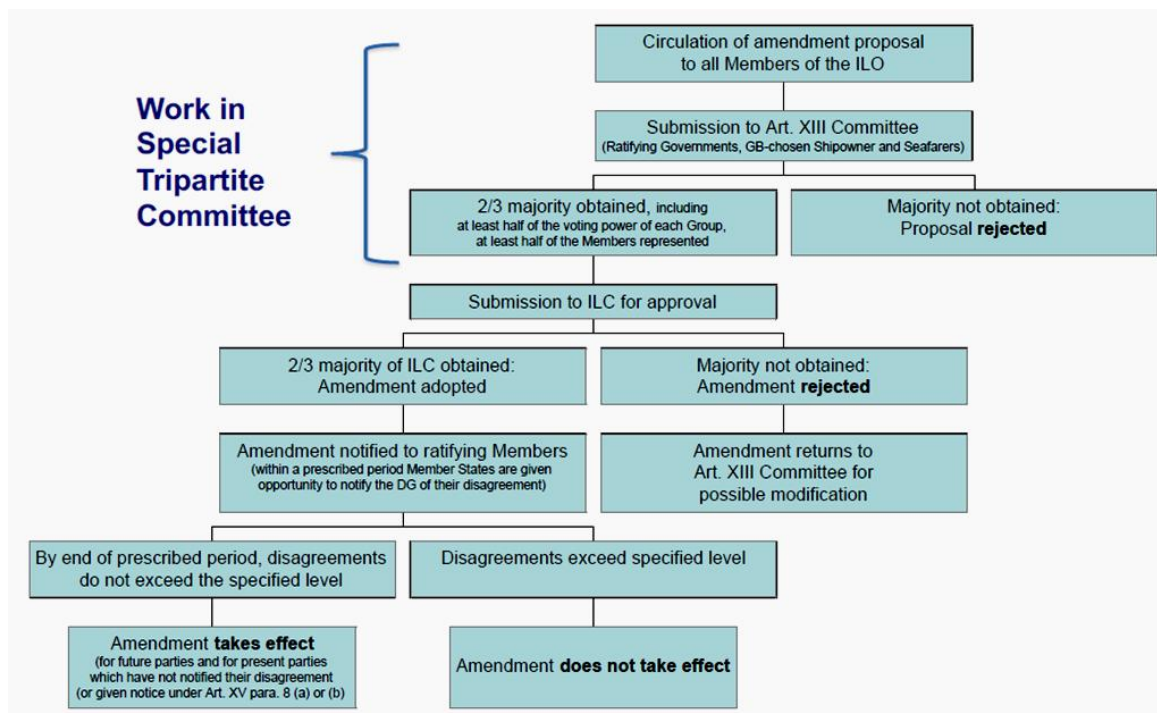 Work in
Special
Tripartite
Committee
Circulation of amendment proposal
to all Members of the ILO
Submission to Art. XIII Committee
(Ratifying Governments, GB-chosen Shipowner and Seafarers)
2/3 majority obtained, including
at least half of the voting power of each Group,
at least half of the Members represented
Majority not obtained:
Proposal rejected
Submission to ILC for approval
2/3 majority of ILC obtained:
Amendment adopted
Majority not obtained:
Amendment rejected
Amendment notified to ratifying Members
(within a prescribed period Member States are given
opportunity to notify the DG of their disagreement)
Amendment returns to
Art. XIII Committee for
possible modification
By end of prescribed period, disagreements
do not exceed the specified level
Disagreements exceed specified level
Amendment takes effect
(for future parties and for present parties
which have not notified their disagreement
(or given notice under Art. XV para. 8 (a) or (b)
Amendment does not take effect